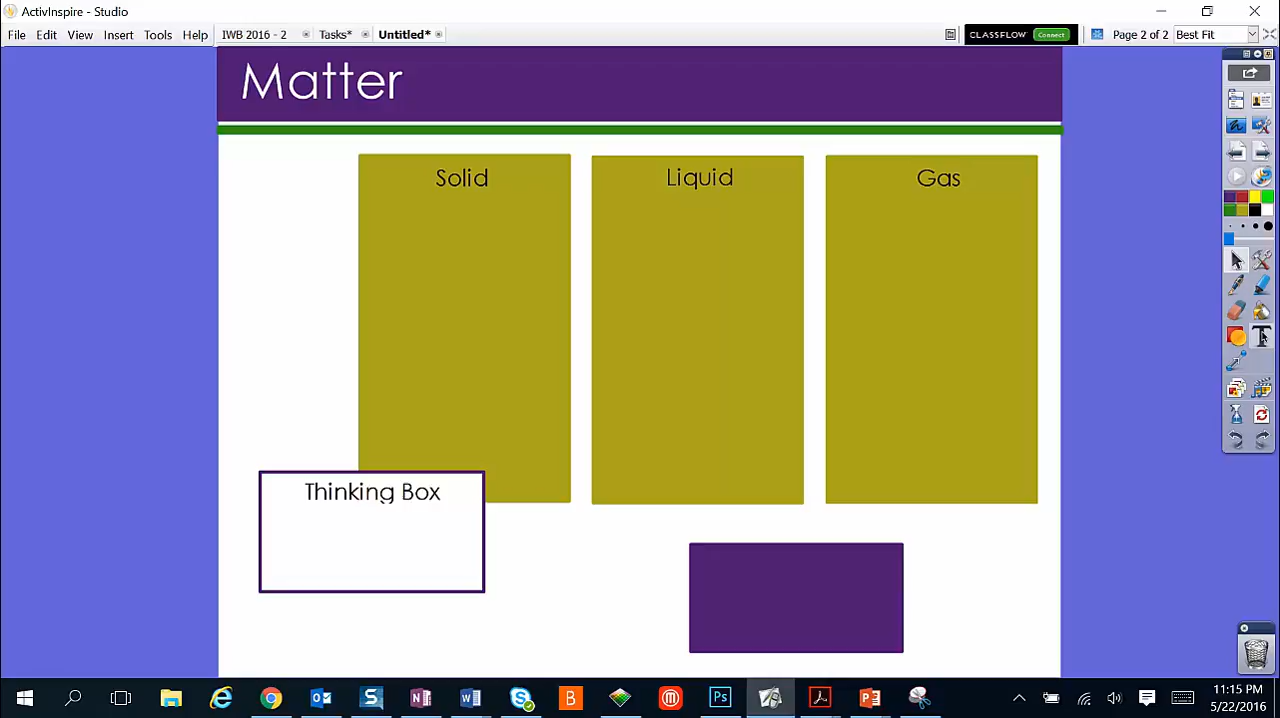 ActivInspire - Studio
File Edit View Insert Tools Help IWB 2016 - 2 Tasks* Untitled* CLASSFLOW Connect Page 2 of 2 Best Fit
Matter
Solid Liquid Gas
Thinking Box
11:15 PM
5/22/2016